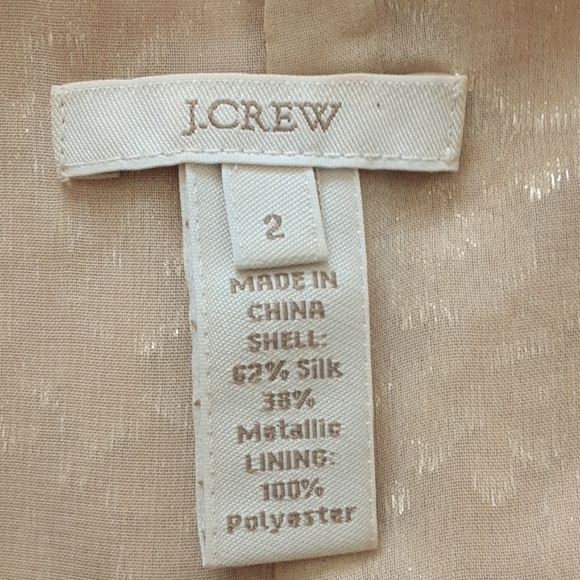 J.CREW
2
MADE IN
CHINA
SHELL:
62% Silk
38%
Metallic
LINING:
100%
Polyester